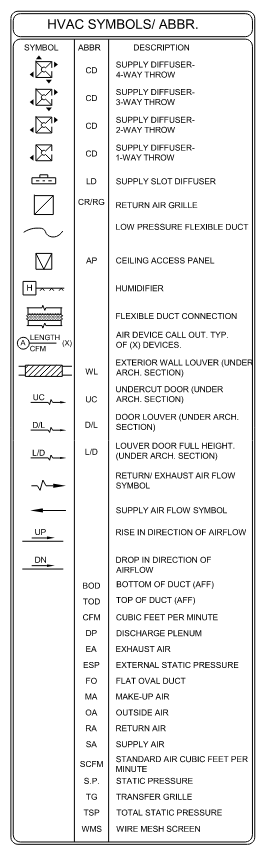 HVAC SYMBOLS/ ABBR.
SYMBOL ABBR DESCRIPTION
CD SUPPLY DIFFUSER-
4-WAY THROW
CD SUPPLY DIFFUSER-
3-WAY THROW
CD SUPPLY DIFFUSER-
2-WAY THROW
CD SUPPLY DIFFUSER-
1-WAY THROW
LD SUPPLY SLOT DIFFUSER
CR/RG RETURN AIR GRILLE
LOW PRESSURE FLEXIBLE DUCT
AP CEILING ACCESS PANEL
H HUMIDIFIER
FLEXIBLE DUCT CONNECTION
A LENGTH (X) AIR DEVICE CALL OUT. TYP.
CFM OF (X) DEVICES.
WL EXTERIOR WALL LOUVER (UNDER
ARCH. SECTION)
UC UC UNDERCUT DOOR (UNDER
ARCH. SECTION)
D/L D/L DOOR LOUVER (UNDER ARCH.
SECTION)
L/D L/D LOUVER DOOR FULL HEIGHT.
(UNDER ARCH. SECTION)
RETURN/ EXHAUST AIR FLOW
SYMBOL
SUPPLY AIR FLOW SYMBOL
UP RISE IN DIRECTION OF AIRFLOW
DN DROP IN DIRECTION OF
AIRFLOW
BOD BOTTOM OF DUCT (AFF)
TOD TOP OF DUCT (AFF)
CFM CUBIC FEET PER MINUTE
DP DISCHARGE PLENUM
EA EXHAUST AIR
ESP EXTERNAL STATIC PRESSURE
FO FLAT OVAL DUCT
MA MAKE-UP AIR
OA OUTSIDE AIR
RA RETURN AIR
SA SUPPLY AIR
SCFM STANDARD AIR CUBIC FEET PER
MINUTE
S.P. STATIC PRESSURE
TG TRANSFER GRILLE
TSP TOTAL STATIC PRESSURE
WMS WIRE MESH SCREEN